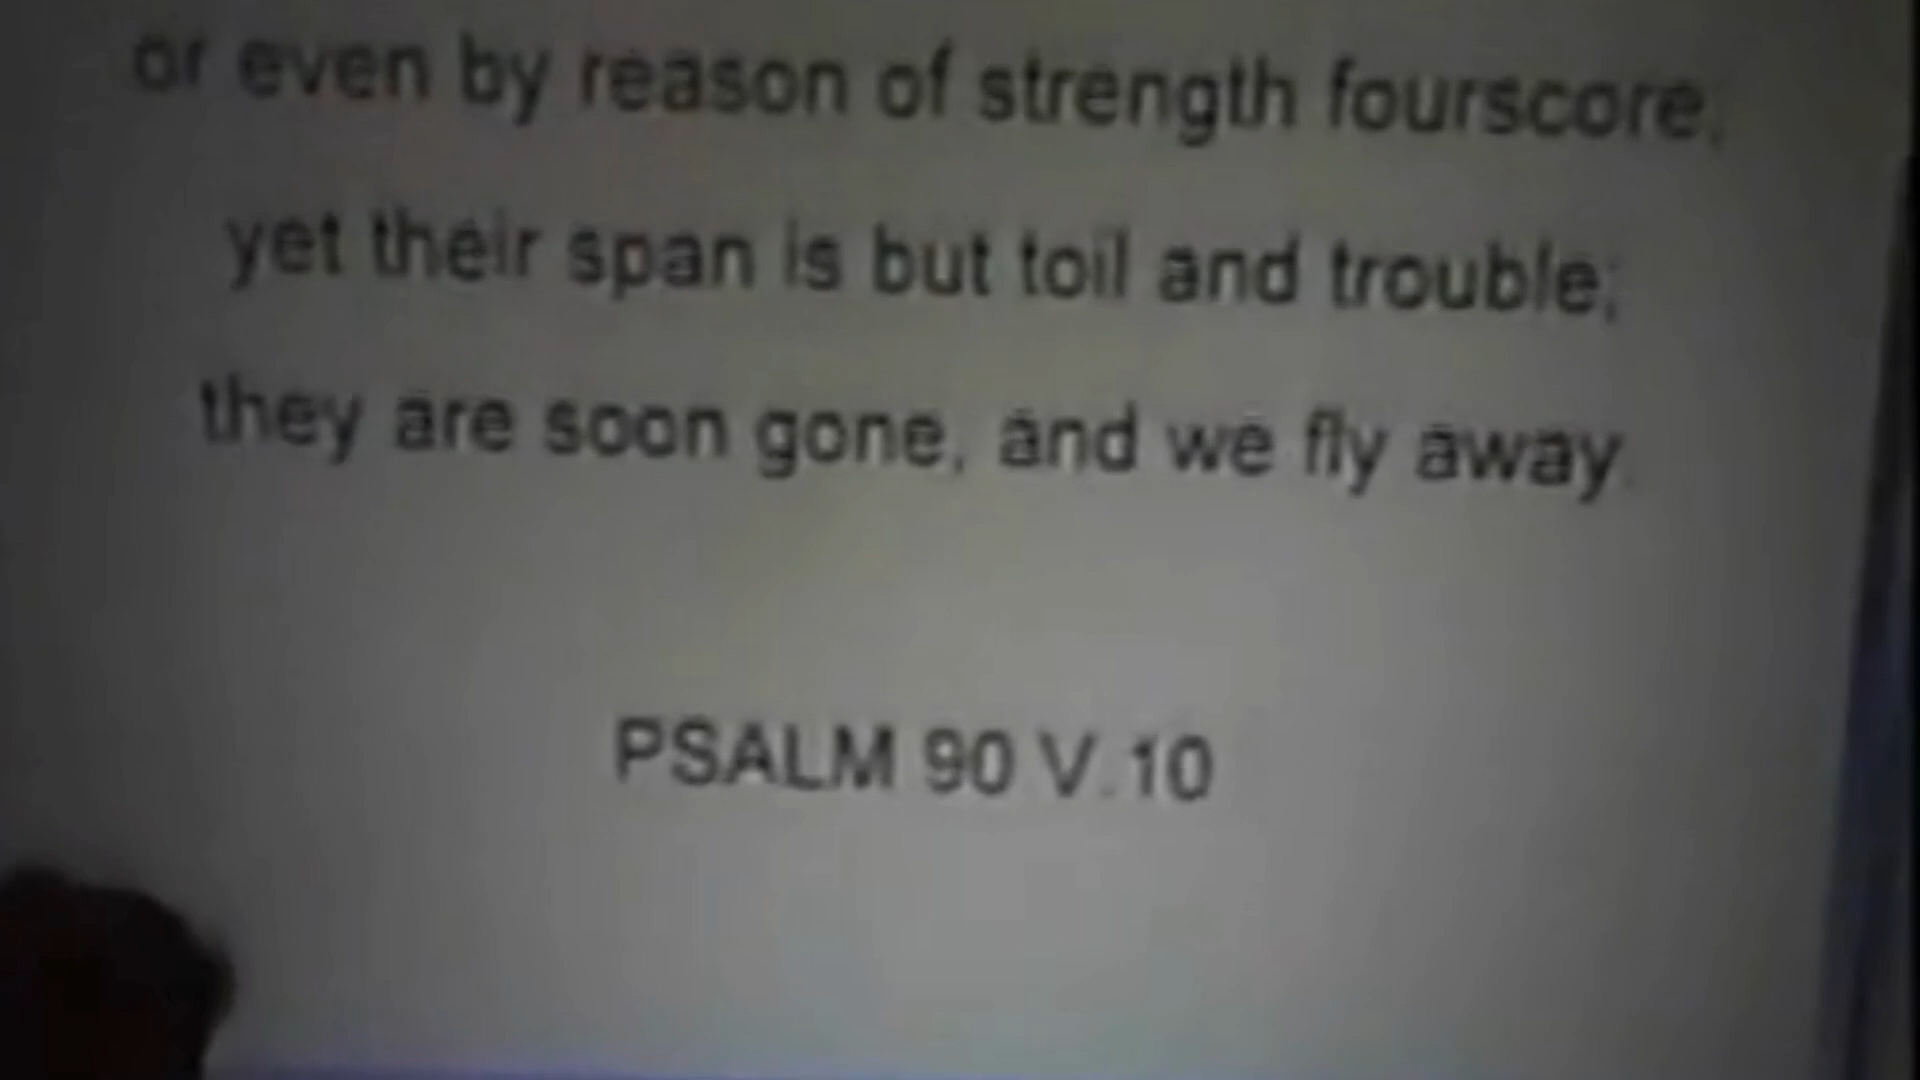 or even by reason of strength fourscore,
yet their span is but toil and trouble;
they are soon gone, and we fly away.
PSALM 90 V.10